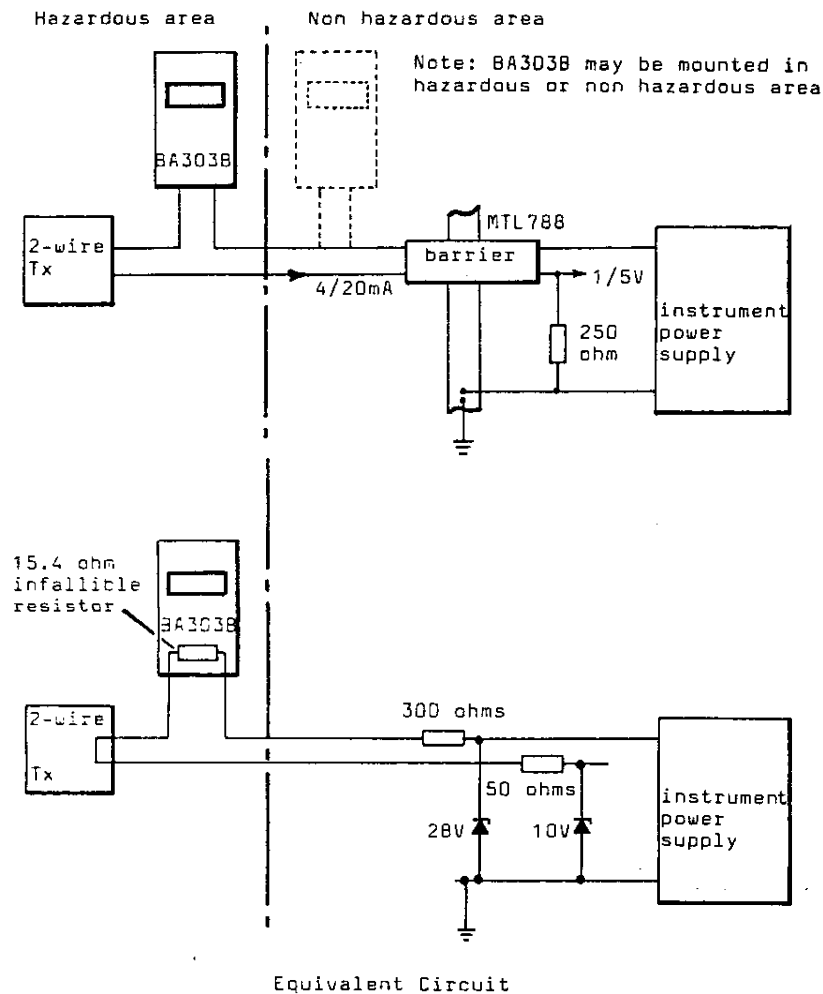 Hazardous area
Non hazardous area
Note: BA303B may be mounted in
hazardous or non hazardous area
BA303B
MTL788
2-wire
Tx
barrier
4/20mA
1/5V
250
ohm
instrument
power
supply
15.4 ohm
infallible
resistor
BA303B
2-wire
Tx
300 ohms
50 ohms
28V
10V
instrument
power
supply
Equivalent Circuit